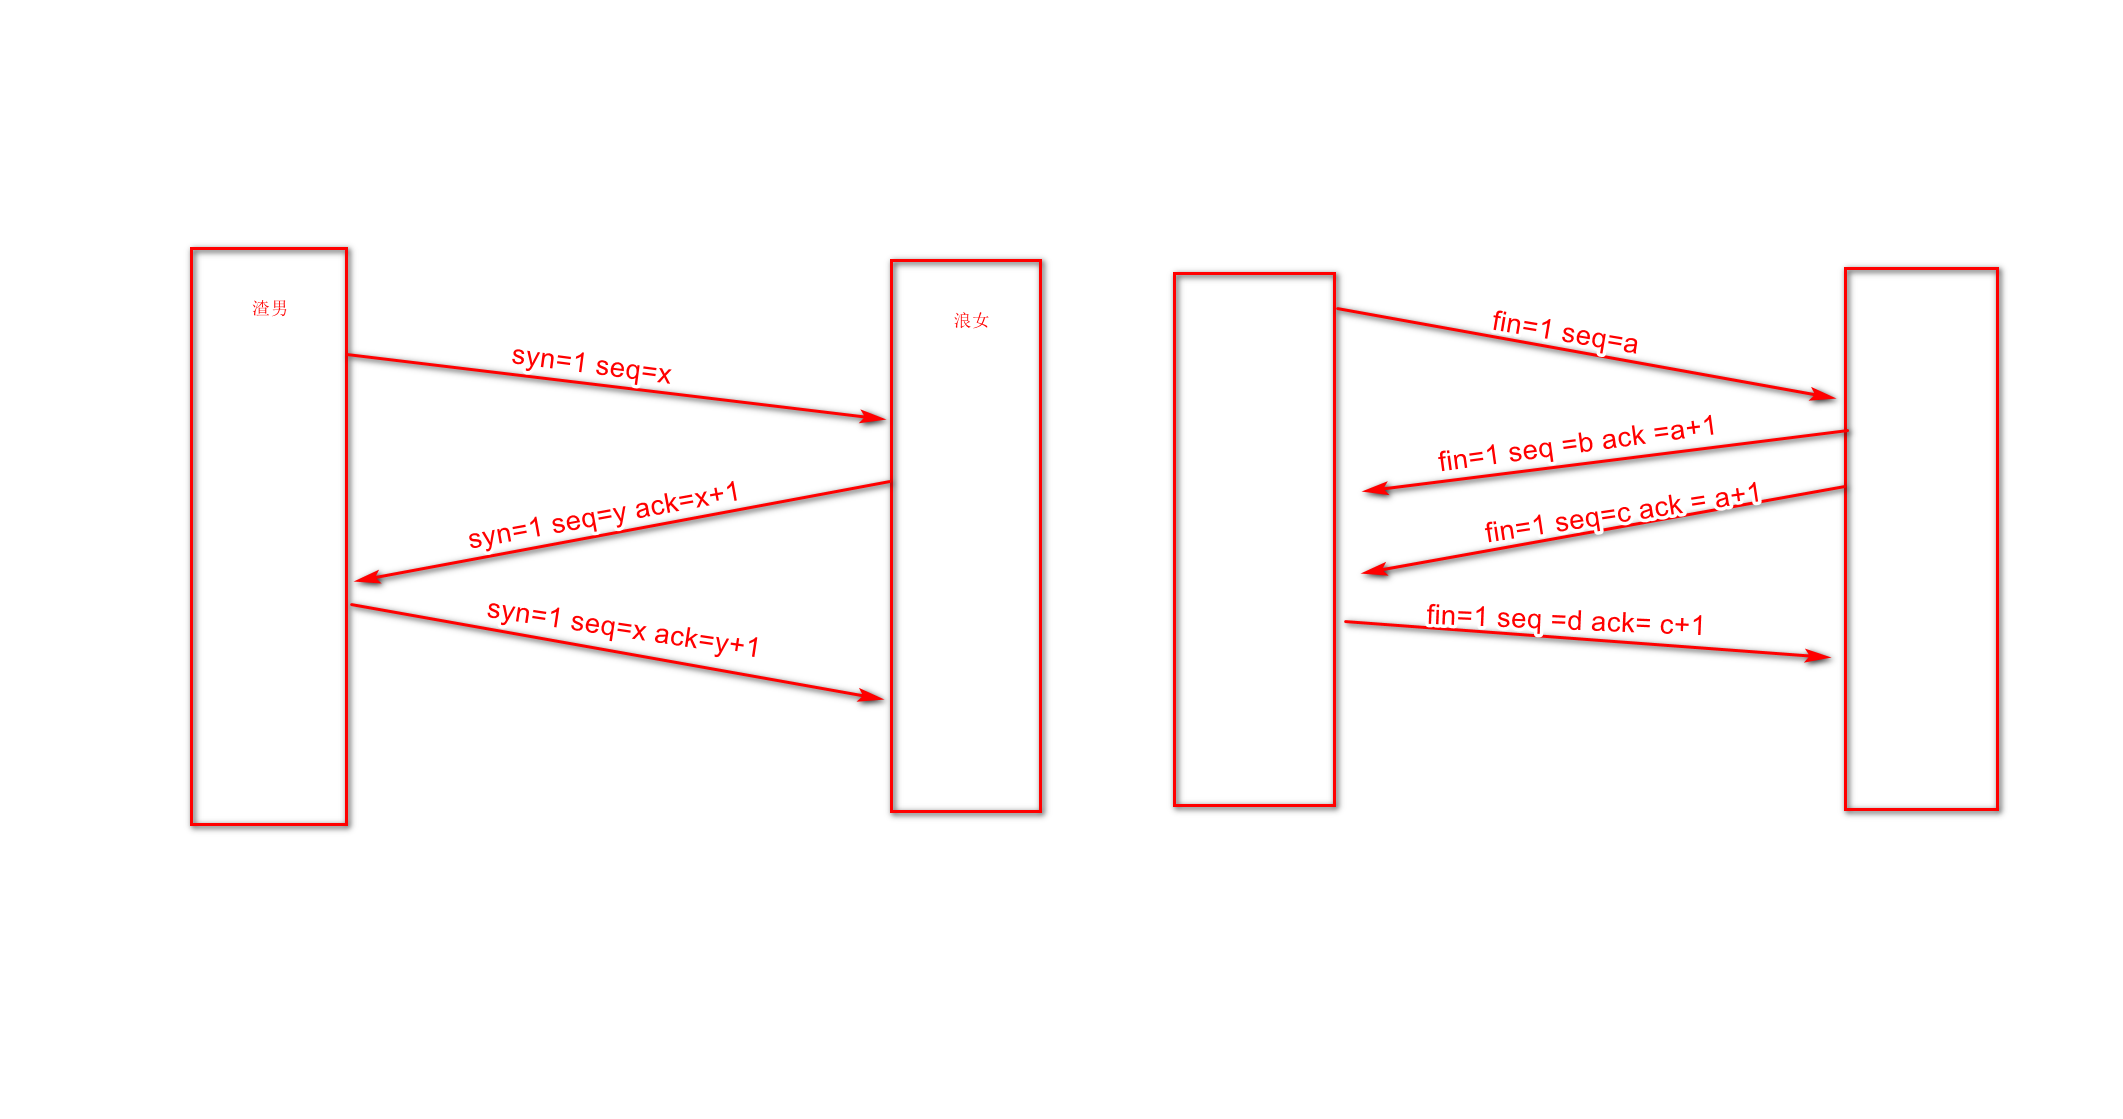 渣男
浪女
syn=1 seq=x
syn=1 seq=y ack=x+1
syn=1 seq=x ack=y+1
fin=1 seq=a
fin=1 seq =b ack =a+1
fin=1 seq=c ack = a+1
fin=1 seq =d ack= c+1